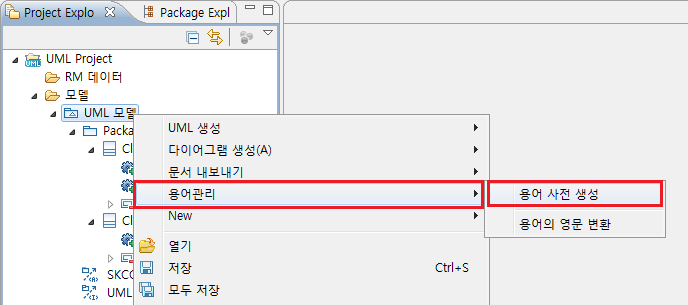 Project Explo
Package Expl
UML Project
RM 데이터
모델
UML 모델
Packa
Cl
Cl
SKCC
UML
UML 생성
다이어그램 생성(A)
문서 내보내기
용어관리
New
열기
저장 Ctrl+S
모두 저장
용어 사전 생성
용어의 영문 변환